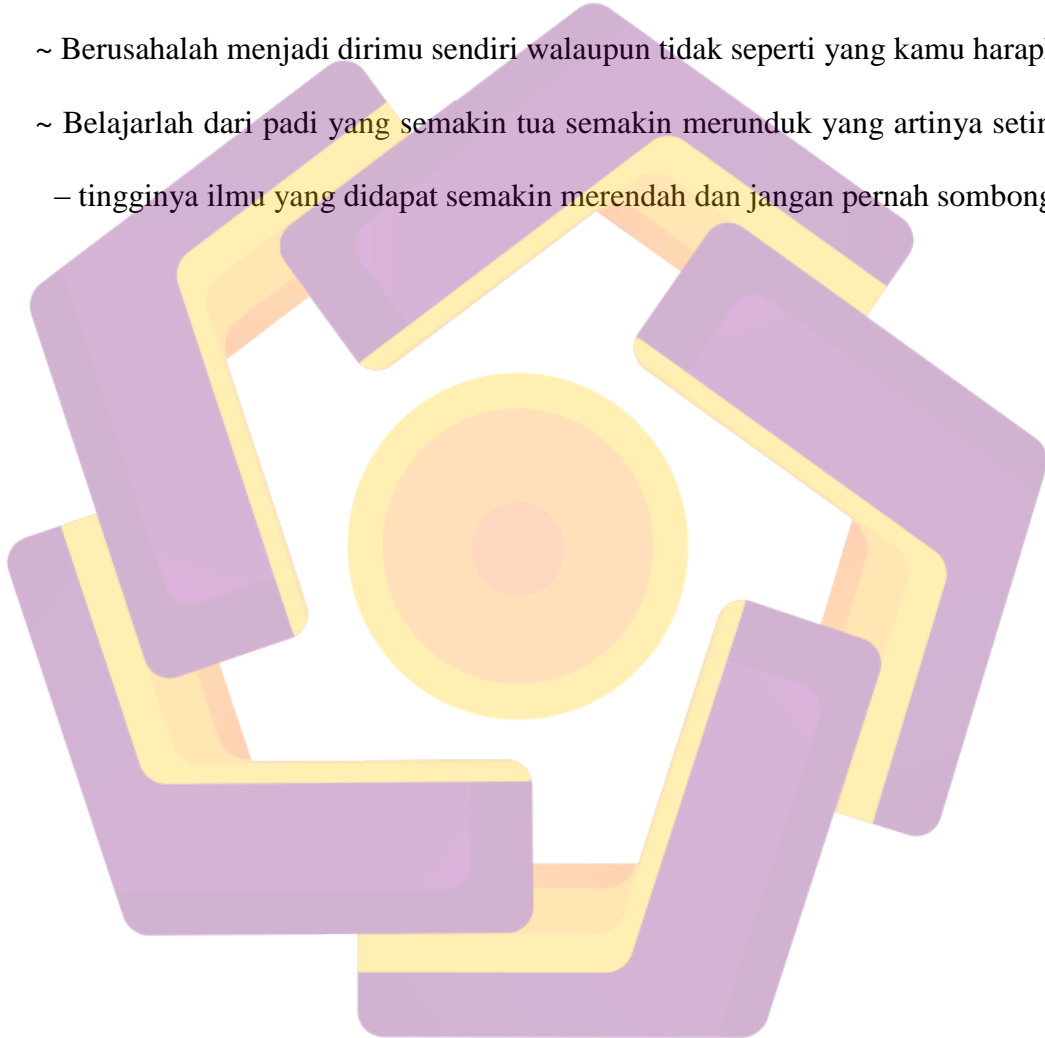 ~ Berusahalah menjadi dirimu sendiri walaupun tidak seperti yang kamu
~ Belajarlah dari padi yang semakin tua semakin merunduk yang artinya
– tingginya ilmu yang didapat semakin merendah dan jangan pernah sombong